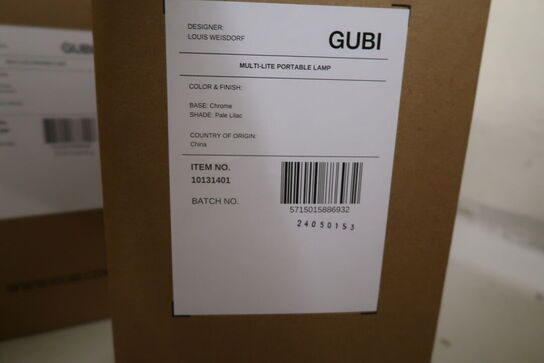 DESIGNER:
LOUIS WEISDORF
GUBI
MULTI-LITE PORTABLE LAMP
COLOR & FINISH:
BASE: Chrome
SHADE: Pale Lilac
COUNTRY OF ORIGIN:
China
ITEM NO.
10131401
BATCH NO.
5715015886932
24050153
GUBI